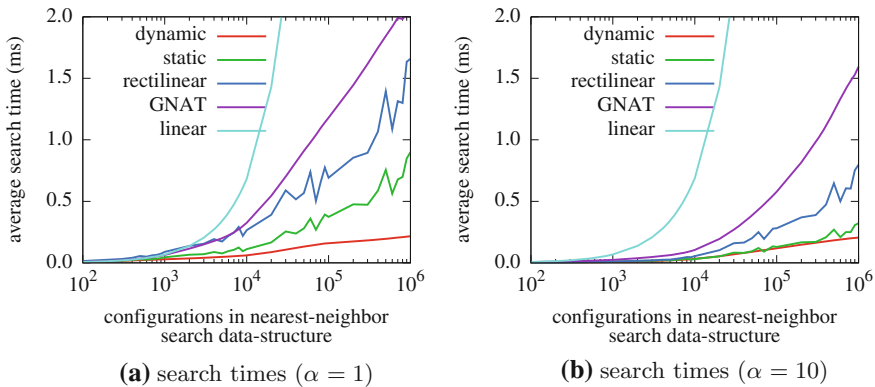 average search time (ms)
2.0
1.5
1.0
0.5
0.0
dynamic
static
rectilinear
GNAT
linear
10² 10³ 10⁴ 10⁵ 10⁶
configurations in nearest-neighbor
search data-structure
(a) search times (α = 1)
average search time (ms)
2.0
1.5
1.0
0.5
0.0
dynamic
static
rectilinear
GNAT
linear
10² 10³ 10⁴ 10⁵ 10⁶
configurations in nearest-neighbor
search data-structure
(b) search times (α = 10)